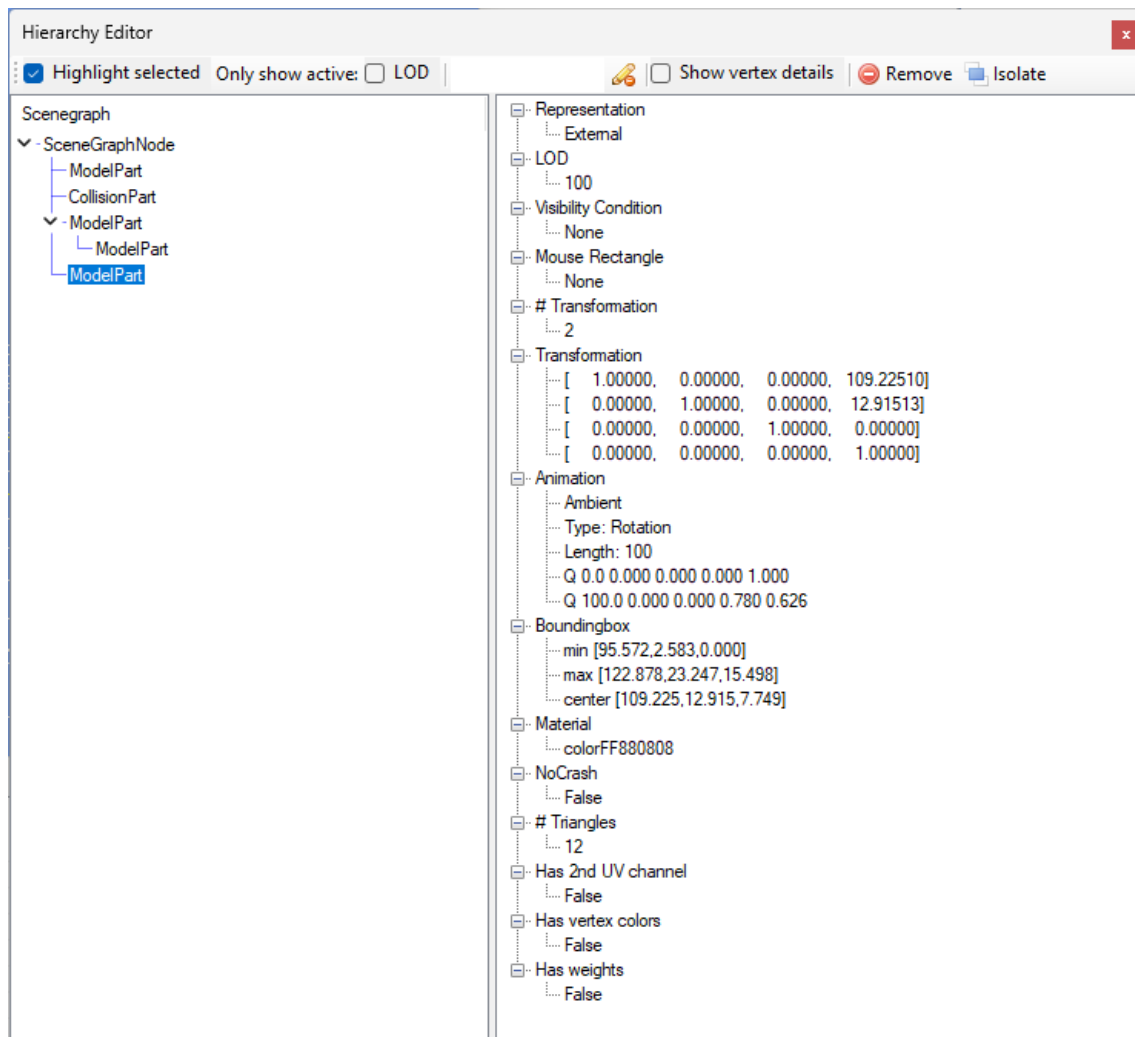 Hierarchy Editor
x
Highlight selected Only show active: LOD Show vertex details Remove Isolate
Scenegraph
SceneGraphNode
ModelPart
CollisionPart
ModelPart
ModelPart
ModelPart
Representation
External
LOD
100
Visibility Condition
None
Mouse Rectangle
None
# Transformation
2
Transformation
[ 1.00000, 0.00000, 0.00000, 109.22510]
[ 0.00000, 1.00000, 0.00000, 12.91513]
[ 0.00000, 0.00000, 1.00000, 0.00000]
[ 0.00000, 0.00000, 0.00000, 1.00000]
Animation
Ambient
Type: Rotation
Length: 100
Q 0.0 0.000 0.000 0.000 1.000
Q 100.0 0.000 0.000 0.780 0.626
Boundingbox
min [95.572,2.583,0.000]
max [122.878,23.247,15.498]
center [109.225,12.915,7.749]
Material
colorFF880808
NoCrash
False
# Triangles
12
Has 2nd UV channel
False
Has vertex colors
False
Has weights
False